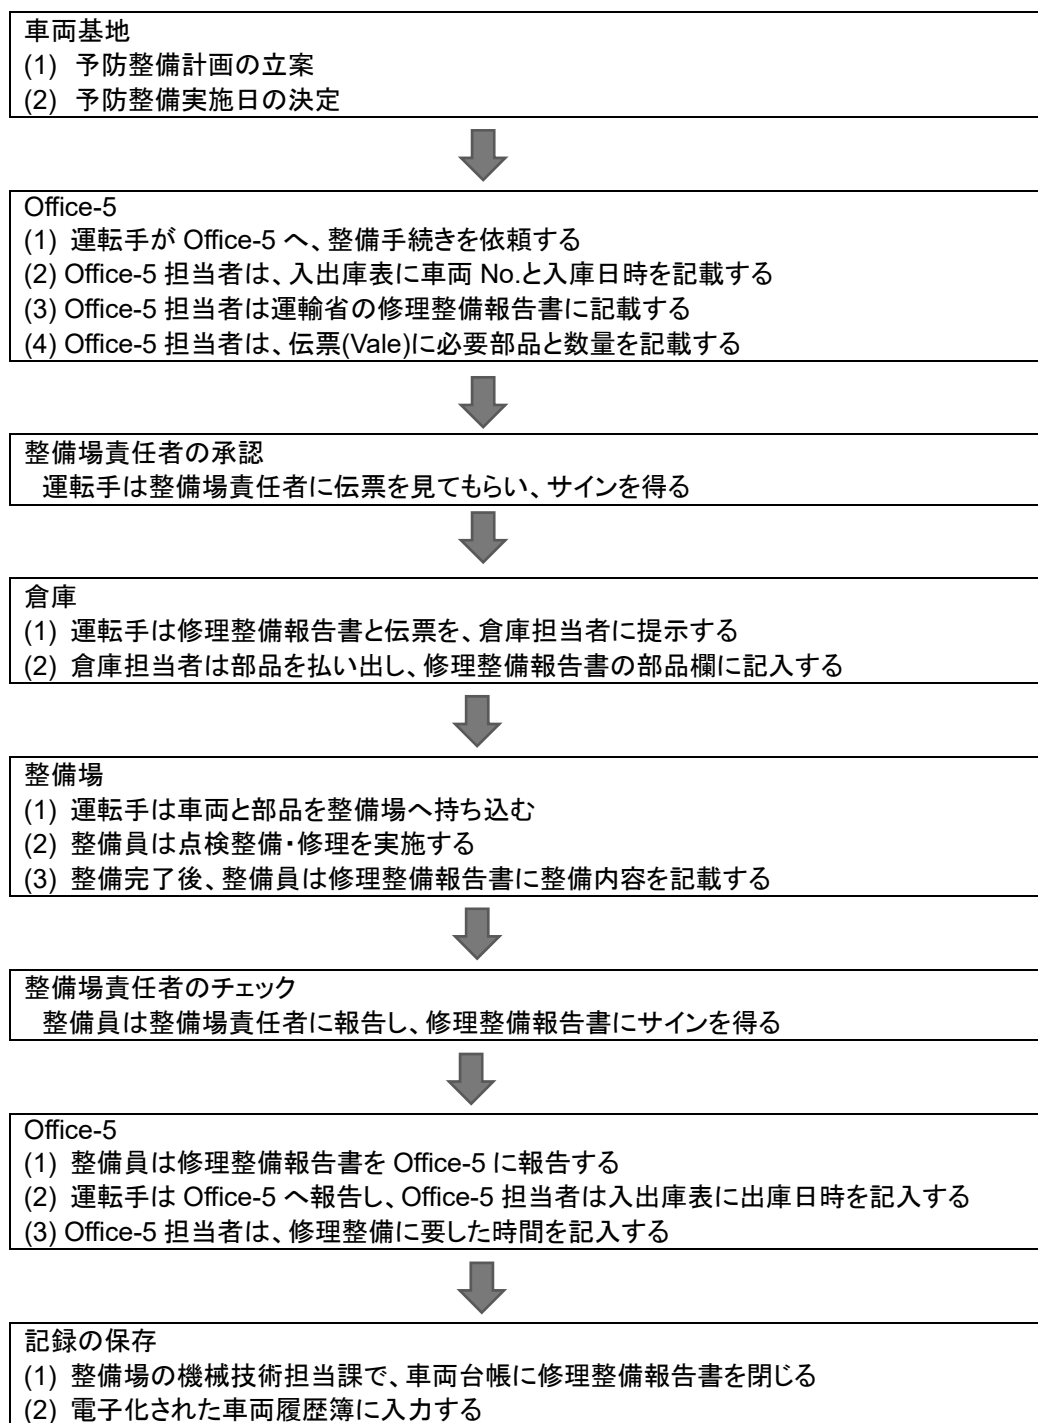 車両基地
(1) 予防整備計画の立案
(2) 予防整備実施日の決定
Office-5
(1) 運転手が Office-5 へ、整備手続きを依頼する
(2) Office-5 担当者は、入出庫表に車両 No.と入庫日時を記載する
(3) Office-5 担当者は運輸省の修理整備報告書に記載する
(4) Office-5 担当者は、伝票(Vale)に必要部品と数量を記載する
整備場責任者の承認
運転手は整備場責任者に伝票を見てもらい、サインを得る
倉庫
(1) 運転手は修理整備報告書と伝票を、倉庫担当者に提示する
(2) 倉庫担当者は部品を払い出し、修理整備報告書の部品欄に記入する
整備場
(1) 運転手は車両と部品を整備場へ持ち込む
(2) 整備員は点検整備・修理を実施する
(3) 整備完了後、整備員は修理整備報告書に整備内容を記載する
整備場責任者のチェック
整備員は整備場責任者に報告し、修理整備報告書にサインを得る
Office-5
(1) 整備員は修理整備報告書を Office-5 に報告する
(2) 運転手は Office-5 へ報告し、Office-5 担当者は入出庫表に出庫日時を記入する
(3) Office-5 担当者は、修理整備に要した時間を記入する
記録の保存
(1) 整備場の機械技術担当課で、車両台帳に修理整備報告書を閉じる
(2) 電子化された車両履歴簿に入力する